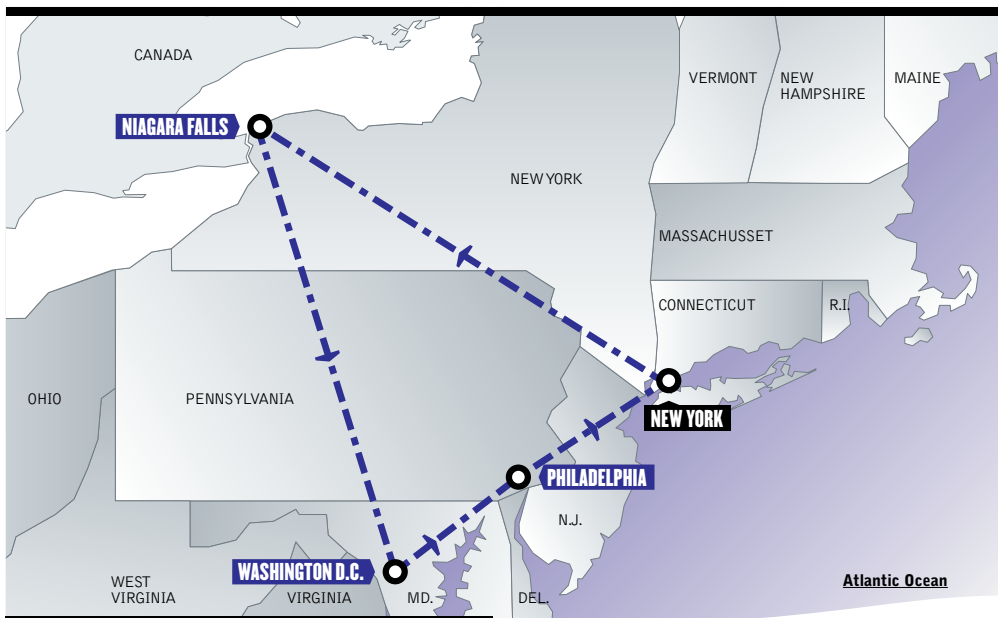 CANADA
VERMONT
NEW
HAMPSHIRE
MAINE
NIAGARA FALLS
NEW YORK
MASSACHUSSET
CONNECTICUT
R.I.
OHIO
PENNSYLVANIA
NEW YORK
PHILADELPHIA
N.J.
WASHINGTON D.C.
WEST
VIRGINIA
VIRGINIA
MD.
DEL.
Atlantic Ocean